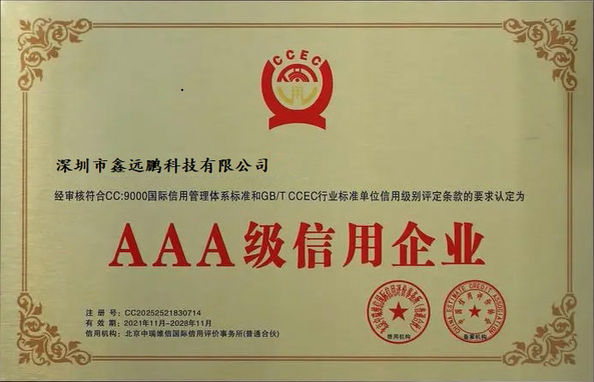 CCEC
信用
深圳市鑫远鹏科技有限公司
经审核符合CC:9000国际信用管理体系标准和GB/T CCEC行业标准单位信用级别评定条款的要求认定为
AAA级信用企业
注 册 号：CC20252521830714
有 效 期：2021年11月-2028年11月
信用机构：北京中瑞维信国际信用评价事务所(普通合伙)
信用机构
CHINA ESTIMATE CREDIT ASSOCIATION
备案机构